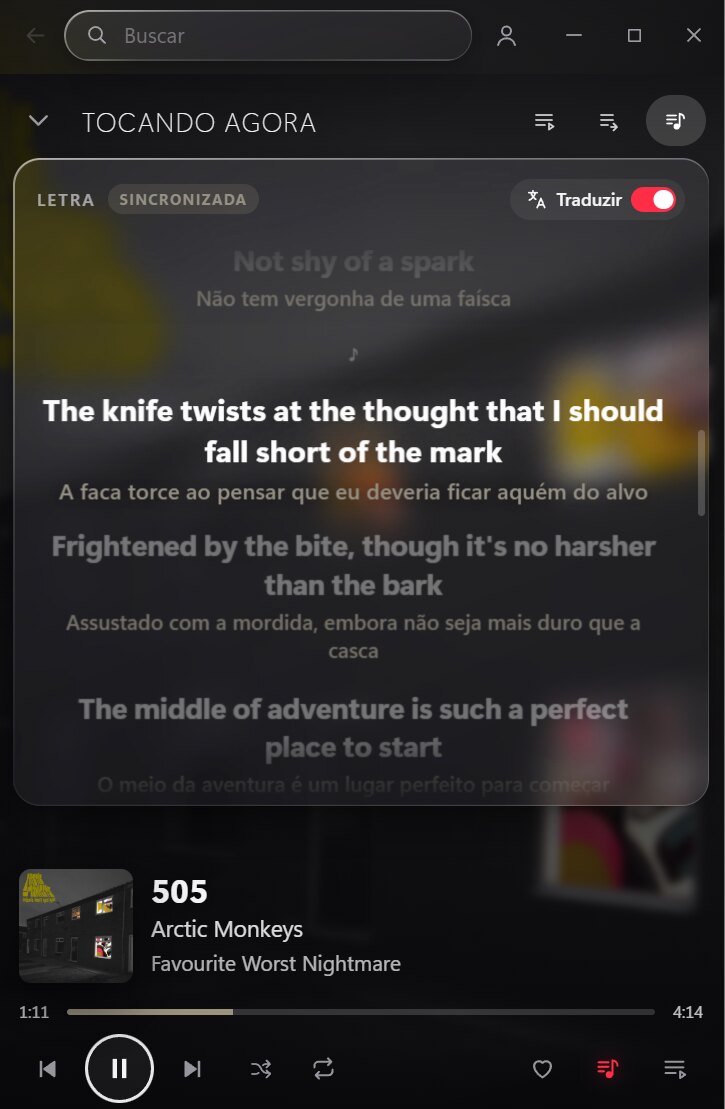 Buscar
TOCANDO AGORA
LETRA SINCRONIZADA Traduzir
Not shy of a spark
Não tem vergonha de uma faísca
♪
The knife twists at the thought that I should
fall short of the mark
A faca torce ao pensar que eu deveria ficar aquém do alvo
Frightened by the bite, though it's no harsher
than the bark
Assustado com a mordida, embora não seja mais duro que a
casca
The middle of adventure is such a perfect
place to start
O meio da aventura é um lugar perfeito para começar
505
Arctic Monkeys
Favourite Worst Nightmare
1:11 4:14